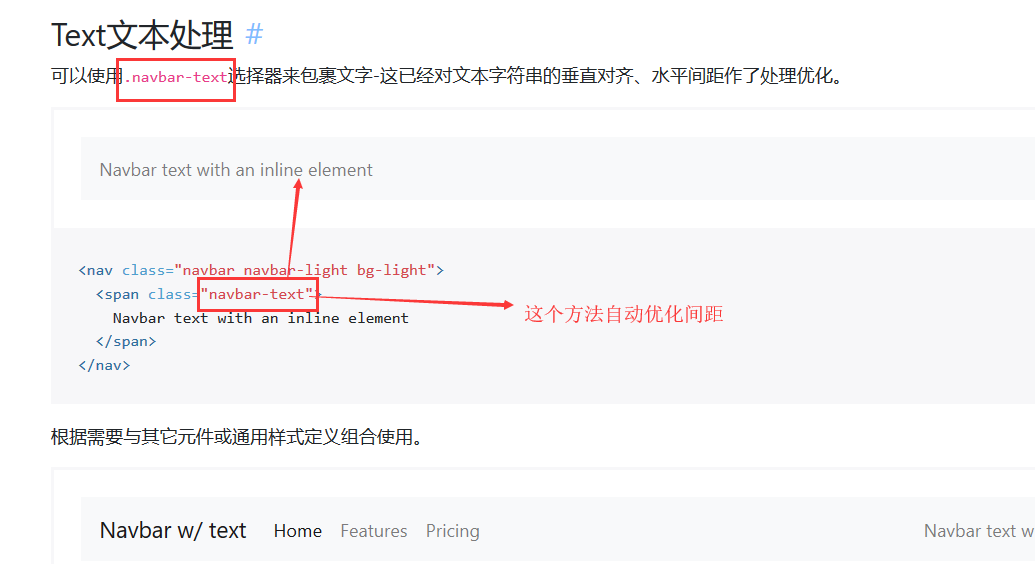 Text文本处理 #
可以使用.navbar-text选择器来包裹文字-这已经对文本字符串的垂直对齐、水平间距作了处理优化。
Navbar text with an inline element
<nav class="navbar navbar-light bg-light">
<span class="navbar-text">
Navbar text with an inline element
</span>
</nav>
这个方法自动优化间距
根据需要与其它元件或通用样式定义组合使用。
Navbar w/ text Home Features Pricing Navbar text w